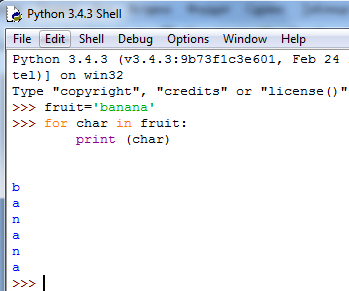 Python 3.4.3 Shell
File Edit Shell Debug Options Window Help
Python 3.4.3 (v3.4.3:9b73f1c3e601, Feb 24
tel)] on win32
Type "copyright", "credits" or "license()"
>>> fruit='banana'
>>> for char in fruit:
        print (char)
b
a
n
a
n
a
>>>